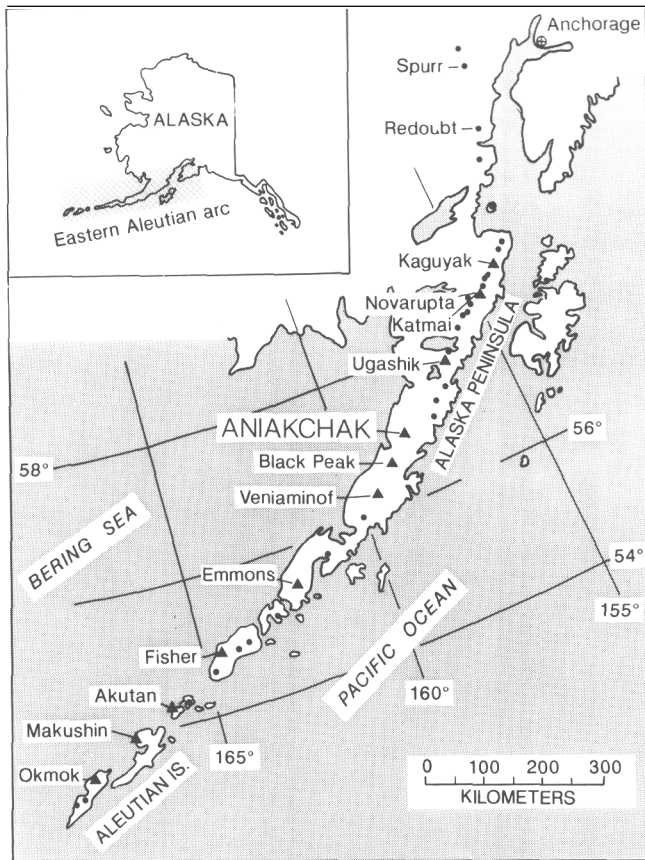 Anchorage
Spurr
ALASKA
Redoubt
Eastern Aleutian arc
Kaguyak
Novarupta
Katmai
Ugashik
ALASKA PENINSULA
ANIAKCHAK
56°
Black Peak
58°
Veniaminof
BERING SEA
54°
Emmons
155°
PACIFIC OCEAN
Fisher
160°
Akutan
165°
Makushin
Okmok
ALEUTIAN IS.
0 100 200 300
KILOMETERS